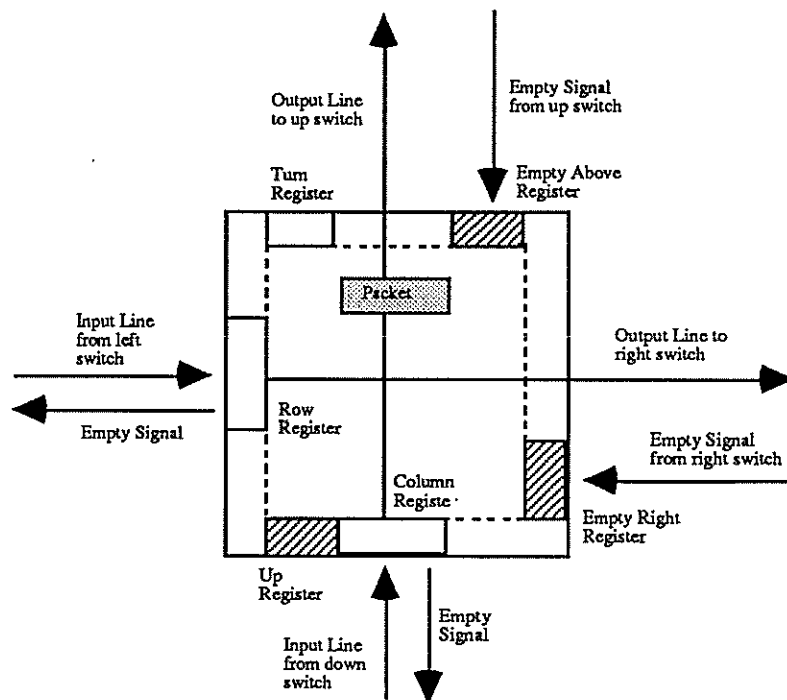 Output Line
to up switch
Empty Signal
from up switch
Turn
Register
Empty Above
Register
Packet
Input Line
from left
switch
Output Line to
right switch
Empty Signal
Row
Register
Empty Signal
from right switch
Column
Registe
Empty Right
Register
Up
Register
Empty
Signal
Input Line
from down
switch